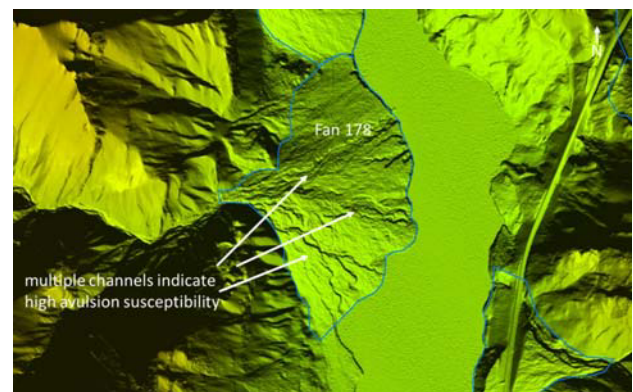 N
Fan 178
multiple channels indicate
high avulsion susceptibility